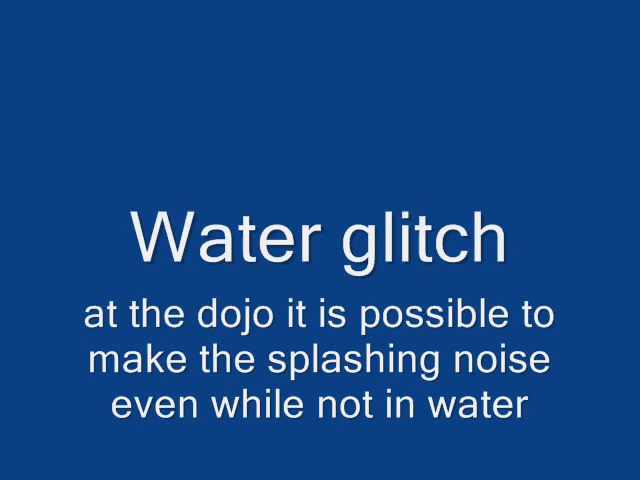 Water glitch
at the dojo it is possible to
make the splashing noise
even while not in water